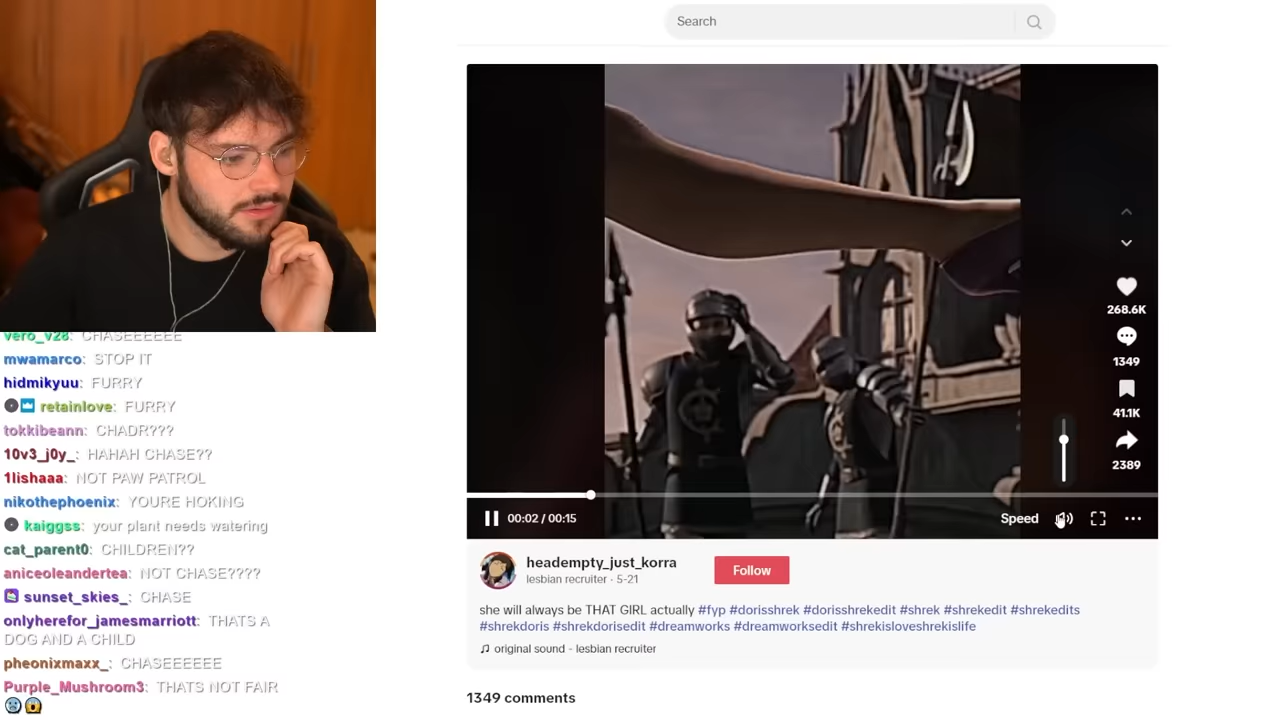 Search
vero_v28: CHASEEEEEE
mwamarco: STOP IT
hidmikyuu: FURRY
retainlove: FURRY
tokkibeann: CHADR???
10v3_j0y_: HAHAH CHASE??
1lishaaa: NOT PAW PATROL
nikothephoenix: YOURE HOKING
kaiggss: your plant needs watering
cat_parent0: CHILDREN??
aniceoleandertea: NOT CHASE????
sunset_skies_: CHASE
onlyherefor_jamesmarriott: THATS A
DOG AND A CHILD
pheonixmaxx_: CHASEEEEEE
Purple_Mushroom3: THATS NOT FAIR
268.6K
1349
41.1K
2389
00:02 / 00:15
Speed
headempty_just_korra
lesbian recruiter · 5-21
Follow
she will always be THAT GIRL actually #fyp #dorisshrek #dorisshrekedit #shrek #shrekedit #shrekedits
#shrekdoris #shrekdorisedit #dreamworks #dreamworksedit #shrekisloveshrekislife
original sound - lesbian recruiter
1349 comments